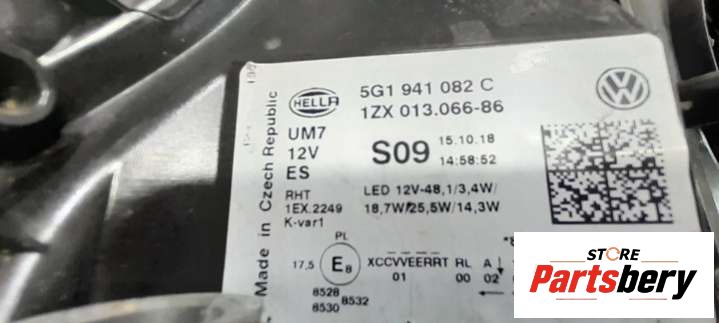 Made in Czech Republic
HELLA
5G1 941 082 C
1ZX 013.066-86
UM7
12V
ES
S09
15.10.18
14:58:52
RHT
1EX.2249
K-var1
LED 12V-48,1/3,4W/
18,7W/25,5W/14,3W
PL
17,5
E8
XCCVVEERRT RL A
01 00 02
8528
8530
8532
STORE
Partsbery